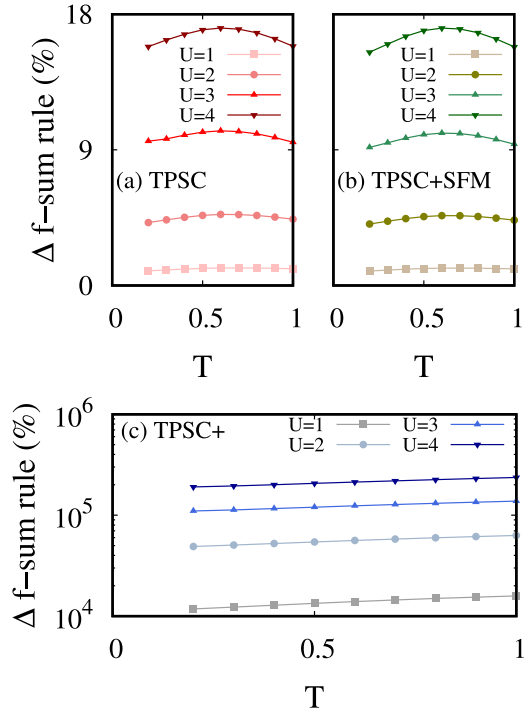 Δ f−sum rule (%)
18
9
0
U=1
U=2
U=3
U=4
(a) TPSC
0
0.5
1
T
U=1
U=2
U=3
U=4
(b) TPSC+SFM
0
0.5
1
T
Δ f−sum rule (%)
10^6
10^5
10^4
(c) TPSC+
U=1
U=2
U=3
U=4
0
0.5
1
T